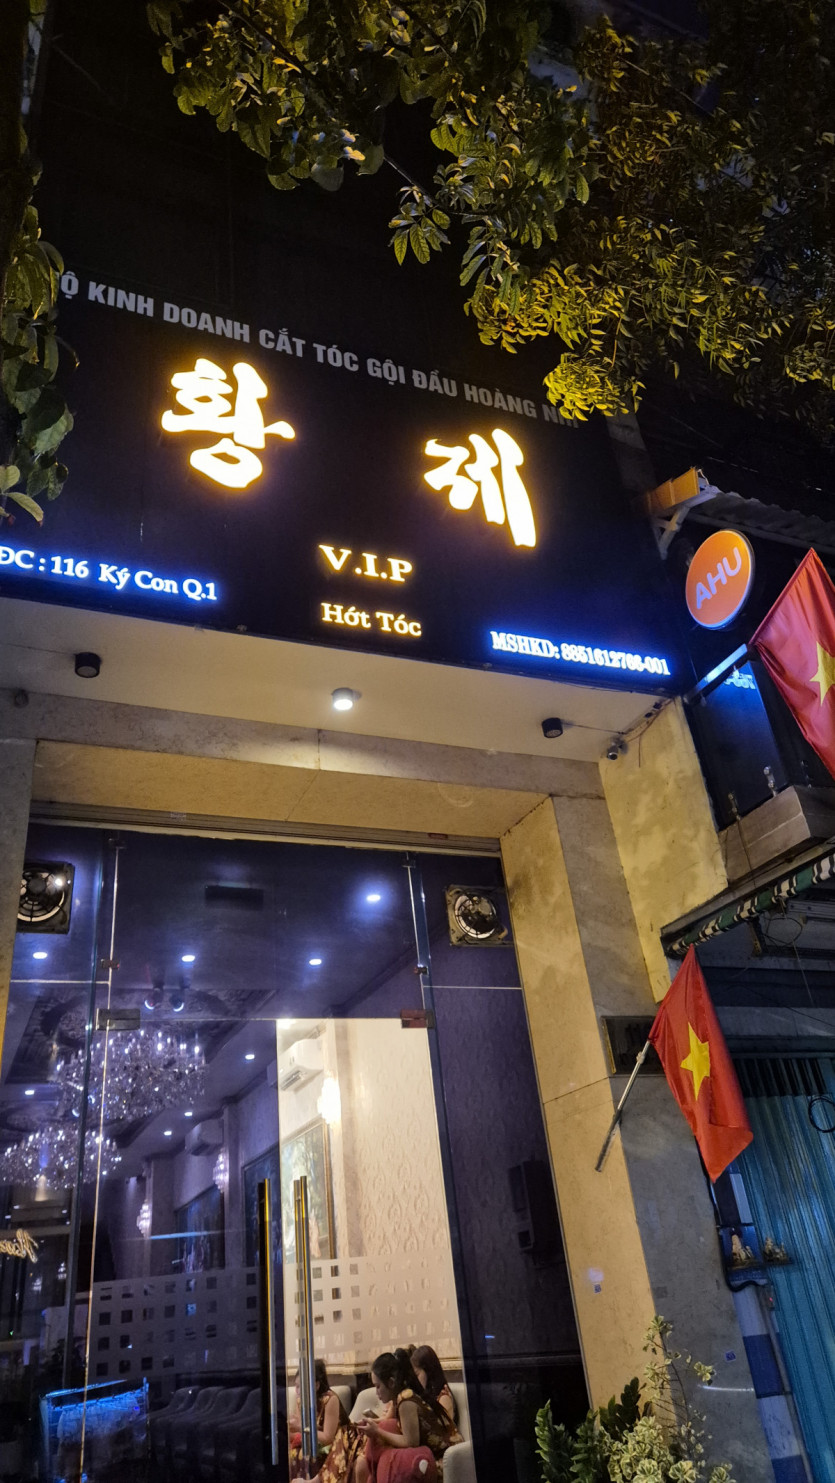 KINH DOANH CẮT TÓC GỘI ĐẦU HOÀNG
황제
V.I.P
Hớt Tóc
ĐC : 116 Ký Con Q.1
MSHKD: 8851612766-001
AHU